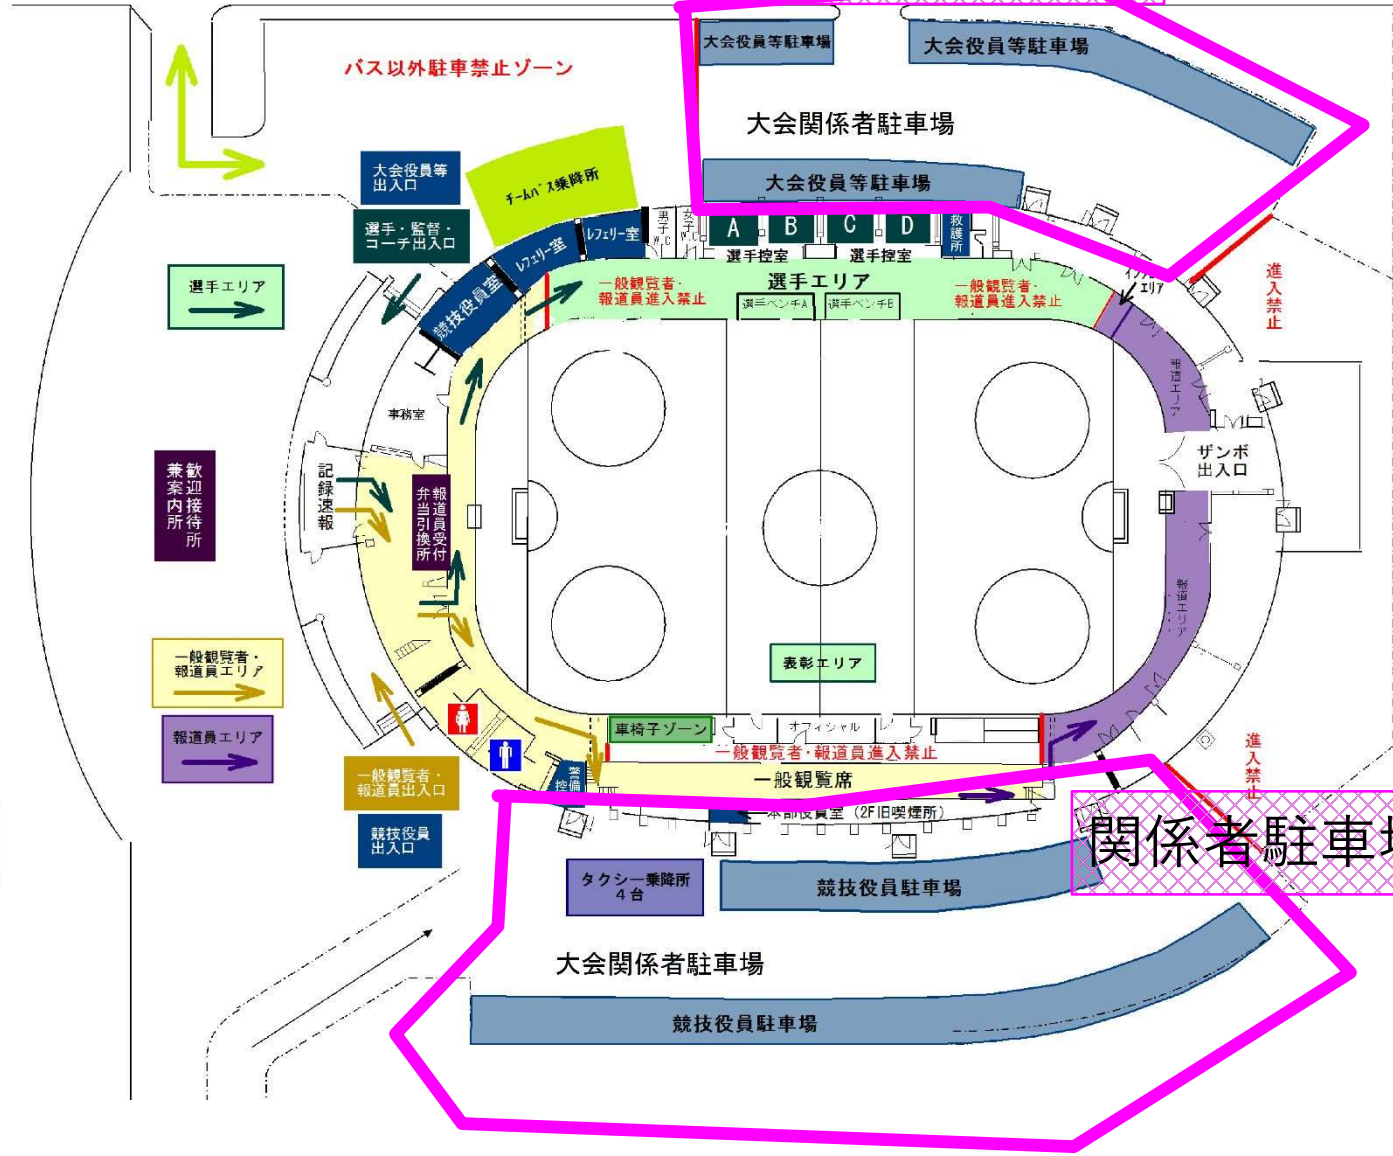 大会役員等駐車場
大会役員等駐車場
バス以外駐車禁止ゾーン
大会関係者駐車場
大会役員等
出入口
チームバス乗降所
大会役員等駐車場
選手・監督・
コーチ出入口
レフェリー室
レフェリー室
男子
W.C
女子
W.C
A
B
C
D
救護所
選手控室
選手控室
競技役員室
選手エリア
一般観覧者・
報道員進入禁止
選手エリア
一般観覧者・
報道員進入禁止
エリア
進入禁止
選手ベンチA
選手ベンチB
報道エリア
事務室
ザンボ
出入口
歓迎接待所
兼案内所
記録速報
報道員受付
弁当引換所
報道エリア
一般観覧者・
報道員エリア
表彰エリア
報道員エリア
車椅子ゾーン
オフィシャル
一般観覧者・報道員進入禁止
進入禁止
一般観覧者・
報道員出入口
警備
控
一般観覧席
本部役員室（2F旧喫煙所）
競技役員
出入口
関係者駐車場
タクシー乗降所
4台
競技役員駐車場
大会関係者駐車場
競技役員駐車場